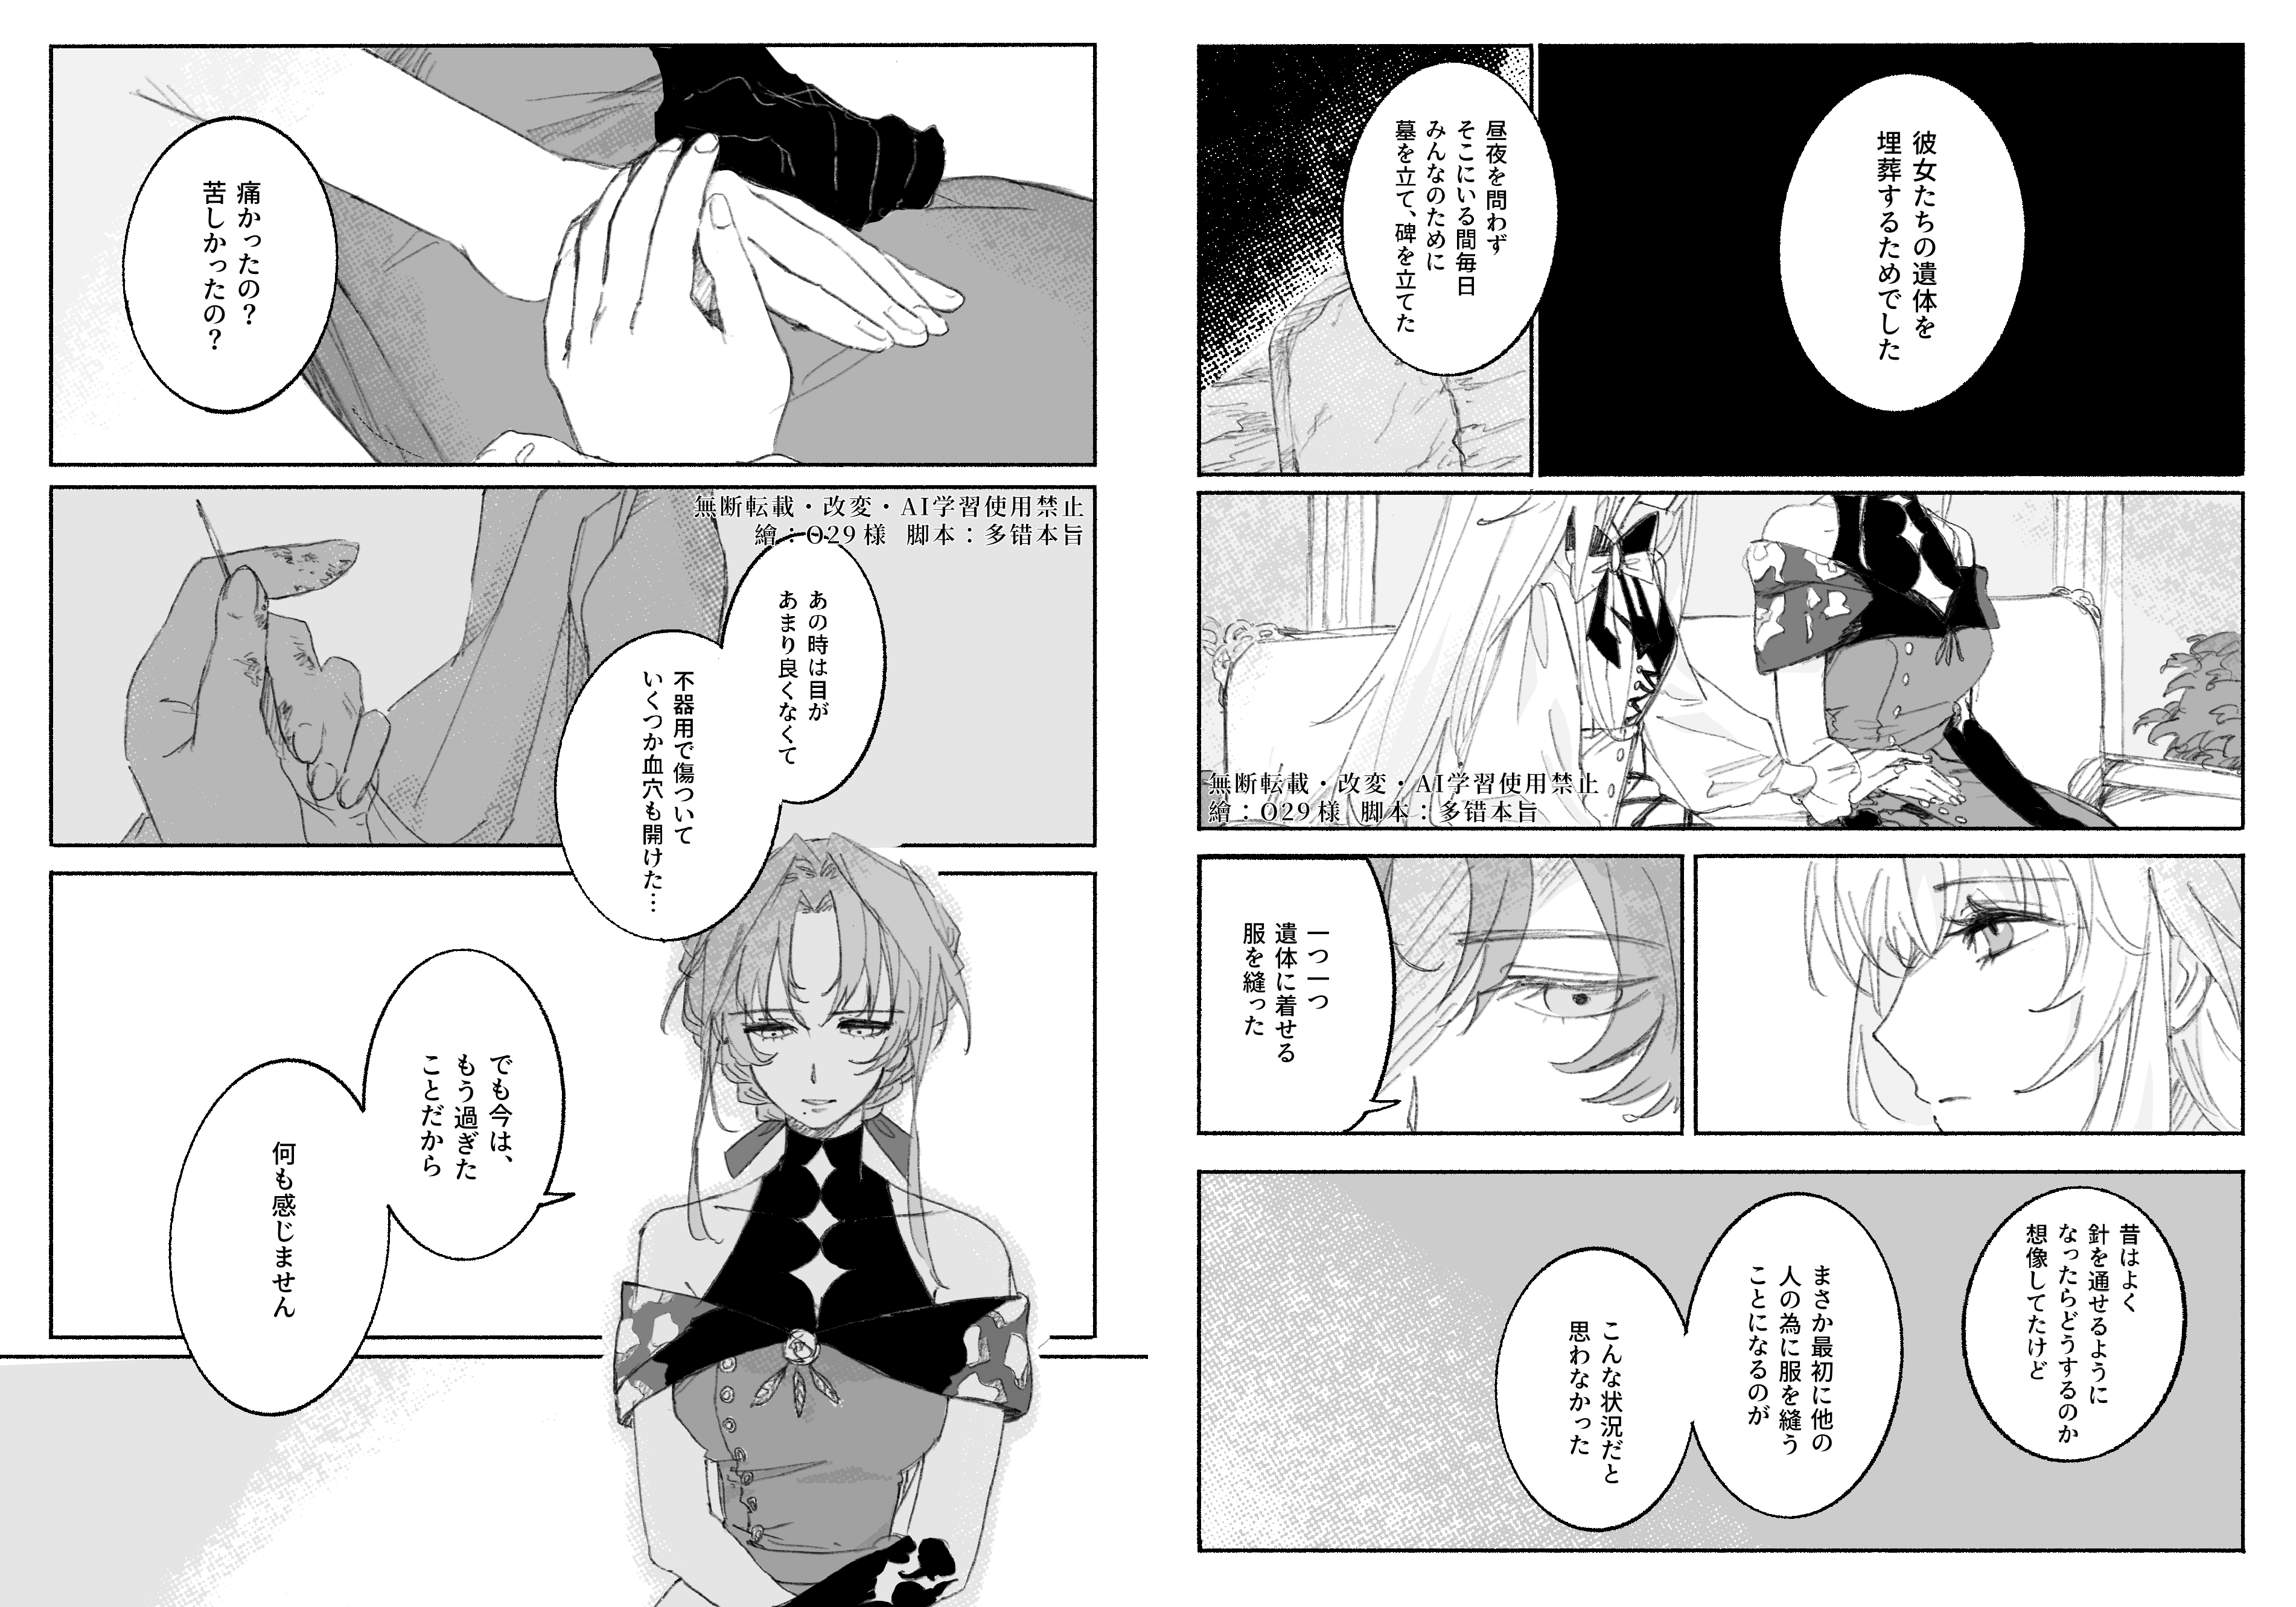 彼女たちの遺体を
埋葬するためでした
昼夜を問わず
そこにいる間毎日
みんなのために
墓を立て、碑を立てた
無断転載・改変・AI学習使用禁止
繪：O29様 脚本：多错本旨
一つ一つ
遺体に着せる
服を縫った
昔はよく
針を通せるように
なったらどうするのか
想像してたけど
まさか最初に他の
人の為に服を縫う
ことになるのが
こんな状況だと
思わなかった
痛かったの？
苦しかったの？
無断転載・改変・AI学習使用禁止
繪：O29様 脚本：多错本旨
あの時は目が
あまり良くなくて
不器用で傷ついて
いくつか血穴も開けた…
でも今は、
もう過ぎた
ことだから
何も感じません